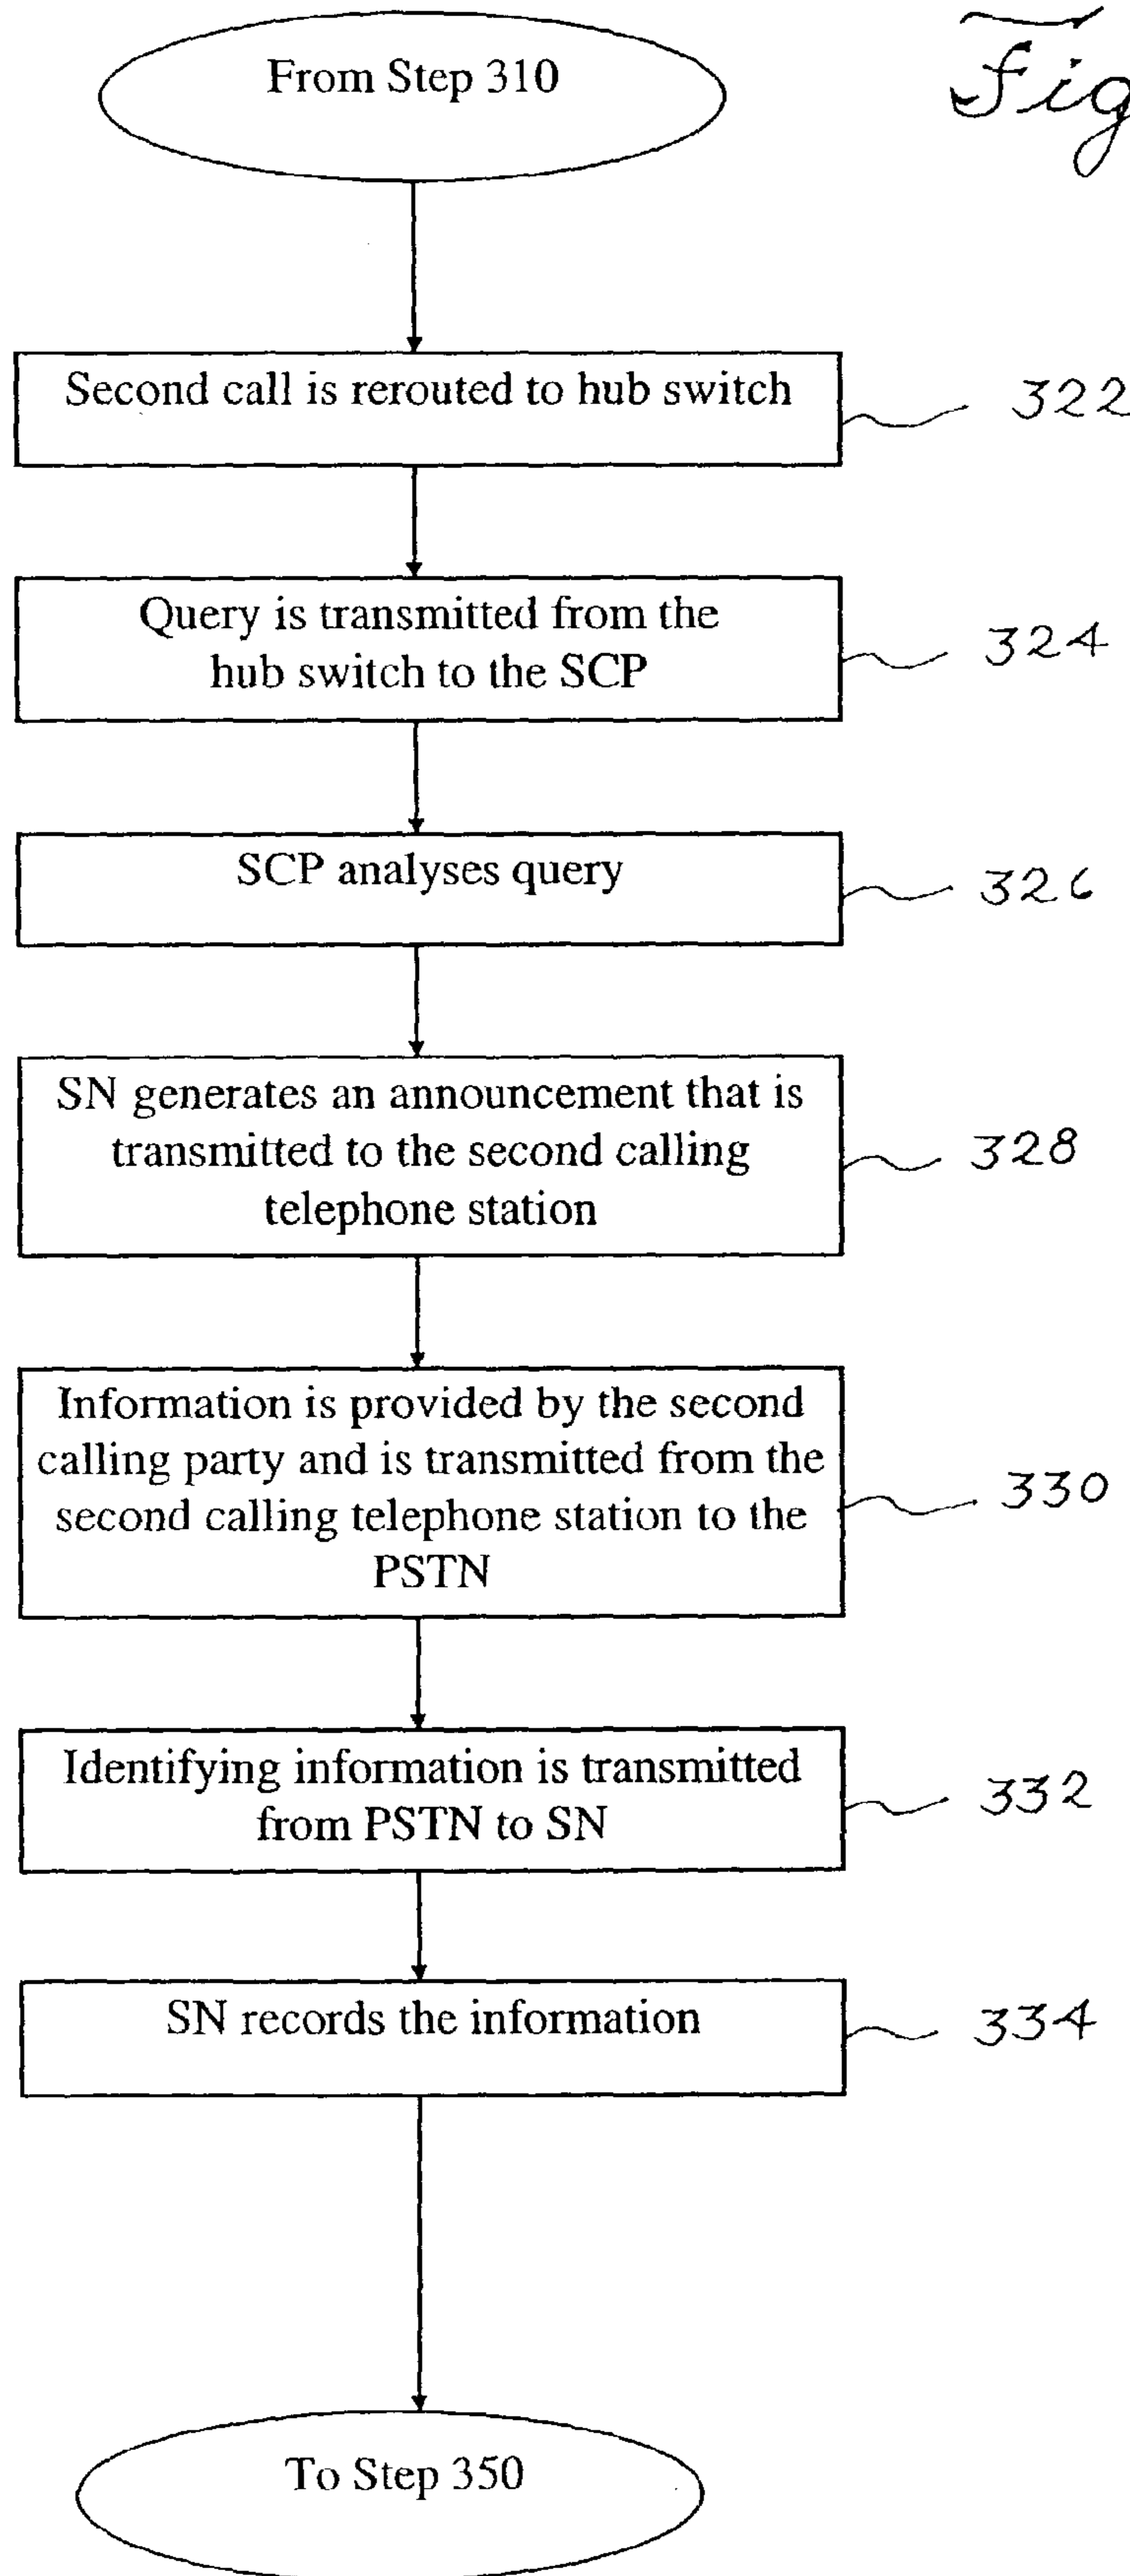 From Step 310
Fig
Second call is rerouted to hub switch
322
Query is transmitted from the
hub switch to the SCP
324
SCP analyses query
326
SN generates an announcement that is
transmitted to the second calling
telephone station
328
Information is provided by the second
calling party and is transmitted from the
second calling telephone station to the
PSTN
330
Identifying information is transmitted
from PSTN to SN
332
SN records the information
334
To Step 350